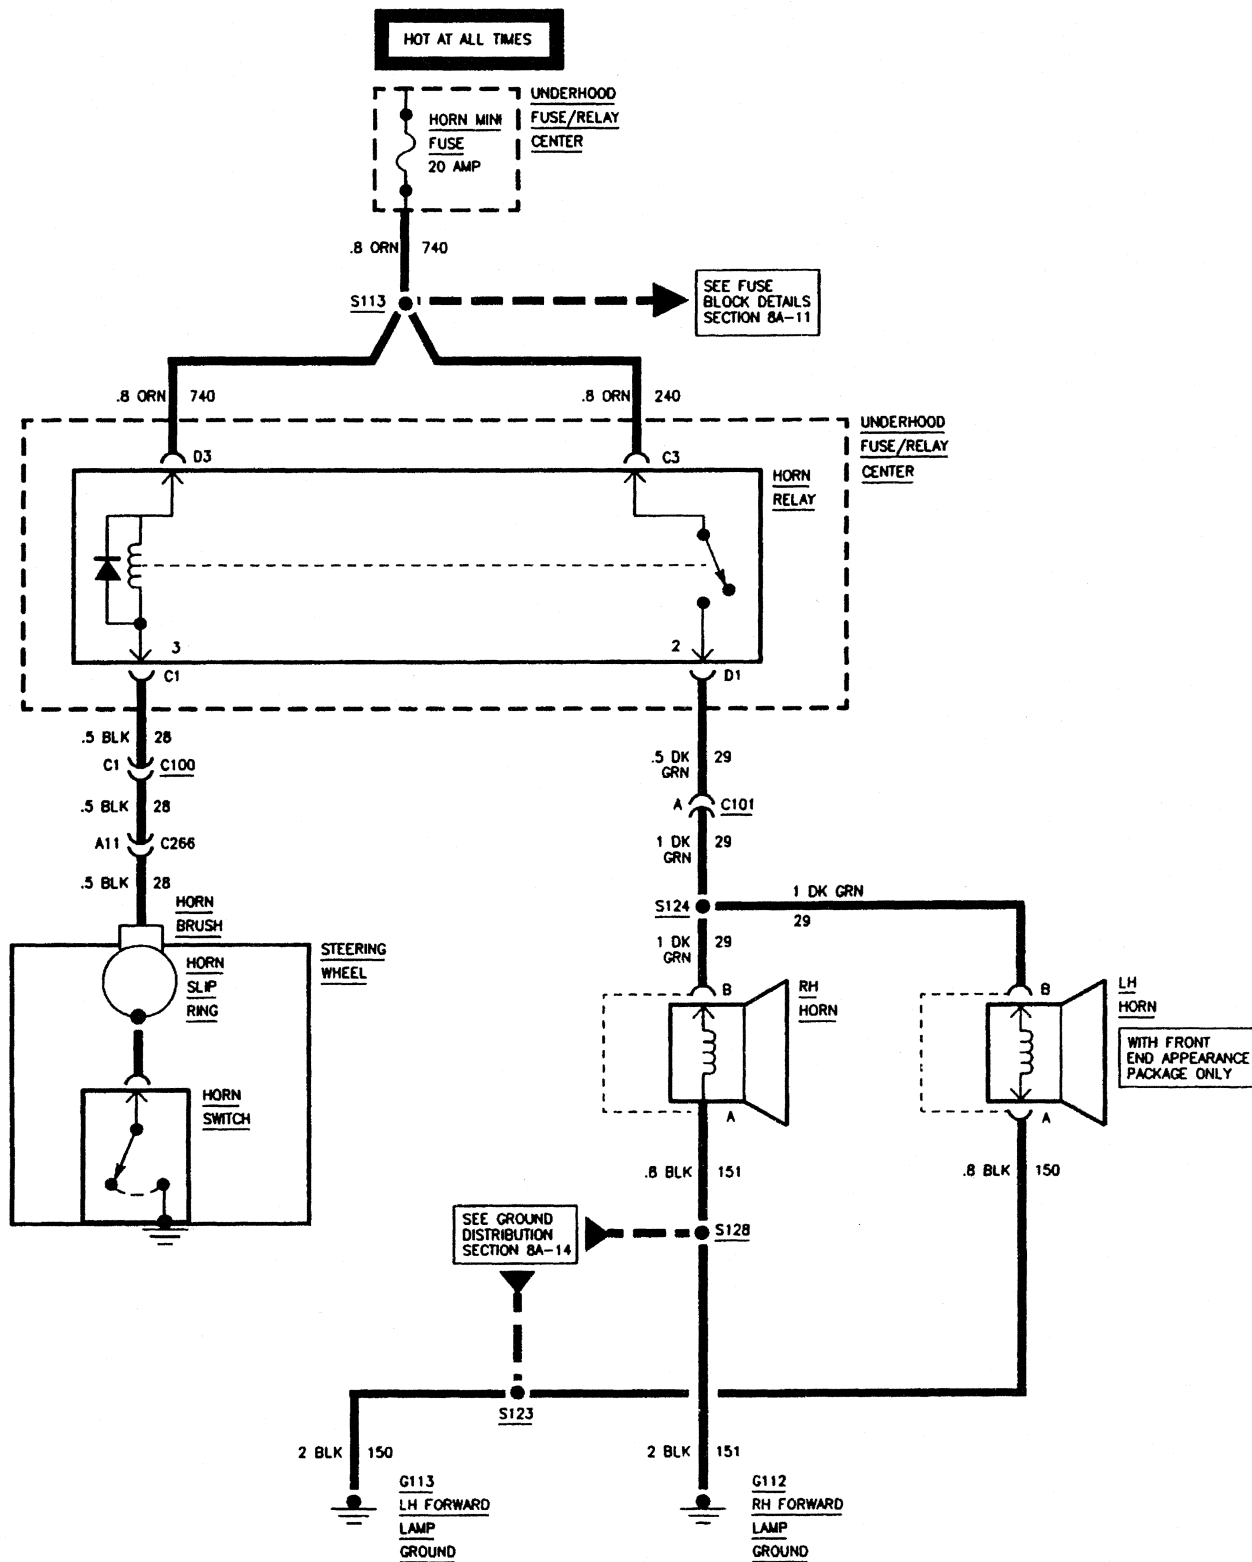 HOT AT ALL TIMES
UNDERHOOD
FUSE/RELAY
CENTER
HORN MINI
FUSE
20 AMP
.8 ORN 740
S113
SEE FUSE
BLOCK DETAILS
SECTION 8A-11
.8 ORN 740
.8 ORN 240
UNDERHOOD
FUSE/RELAY
CENTER
D3
C3
HORN
RELAY
3
2
C1
D1
.5 BLK 28
C1 C100
.5 BLK 28
A11 C266
.5 BLK 28
.5 DK
GRN
29
A C101
1 DK
GRN
29
S124
1 DK GRN
29
1 DK
GRN
29
HORN
BRUSH
STEERING
WHEEL
HORN
SLIP
RING
HORN
SWITCH
B
RH
HORN
A
B
LH
HORN
WITH FRONT
END APPEARANCE
PACKAGE ONLY
A
.8 BLK 151
.8 BLK 150
SEE GROUND
DISTRIBUTION
SECTION 8A-14
S128
S123
2 BLK 150
2 BLK 151
G113
LH FORWARD
LAMP
GROUND
G112
RH FORWARD
LAMP
GROUND